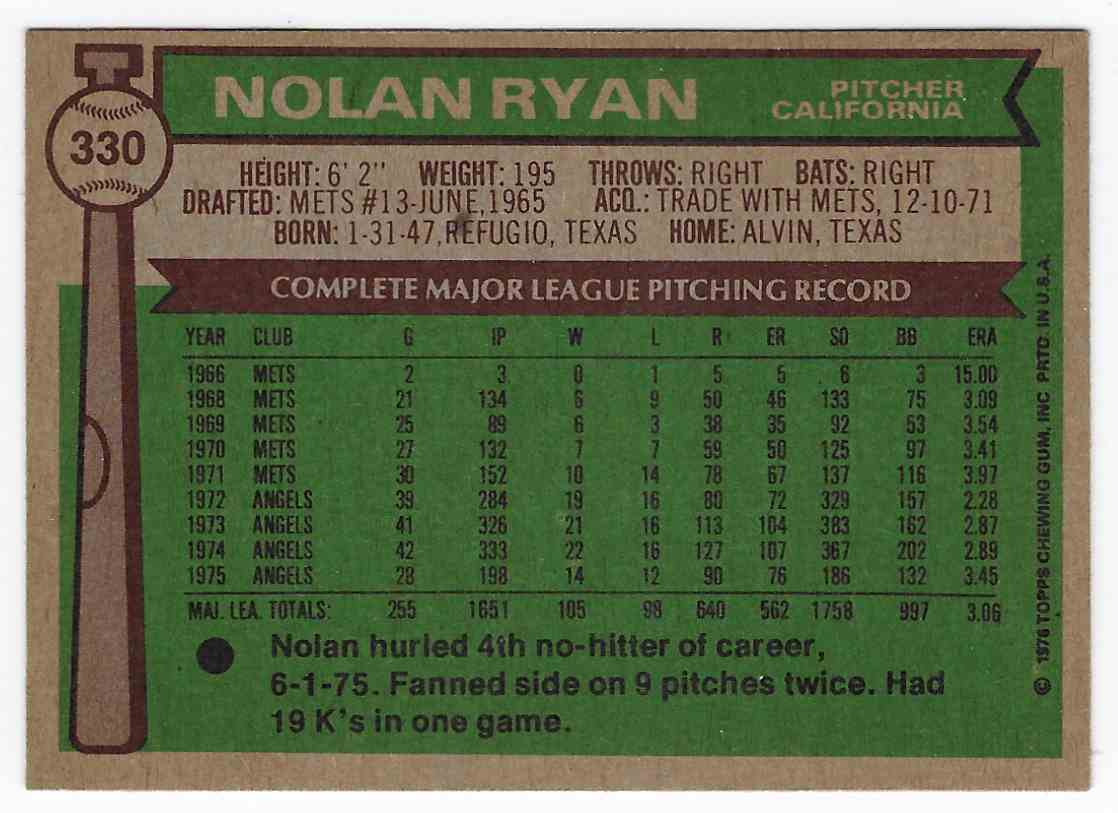 NOLAN RYAN
PITCHER
CALIFORNIA
330
HEIGHT: 6' 2" WEIGHT: 195 THROWS: RIGHT BATS: RIGHT
DRAFTED: METS #13-JUNE, 1965 ACQ.: TRADE WITH METS, 12-10-71
BORN: 1-31-47, REFUGIO, TEXAS HOME: ALVIN, TEXAS
COMPLETE MAJOR LEAGUE PITCHING RECORD
YEAR CLUB G IP W L R ER SO BB ERA
1966 METS 2 3 0 1 5 5 6 3 15.00
1968 METS 21 134 6 9 50 46 133 75 3.09
1969 METS 25 89 6 3 38 35 92 53 3.54
1970 METS 27 132 7 7 59 50 125 97 3.41
1971 METS 30 152 10 14 78 67 137 116 3.97
1972 ANGELS 39 284 19 16 80 72 329 157 2.28
1973 ANGELS 41 326 21 16 113 104 383 162 2.87
1974 ANGELS 42 333 22 16 127 107 367 202 2.89
1975 ANGELS 28 198 14 12 90 76 186 132 3.45
MAJ. LEA. TOTALS: 255 1651 105 98 640 562 1758 997 3.06
Nolan hurled 4th no-hitter of career,
6-1-75. Fanned side on 9 pitches twice. Had
19 K's in one game.
© 1976 TOPPS CHEWING GUM, INC PRTD. IN U.S.A.